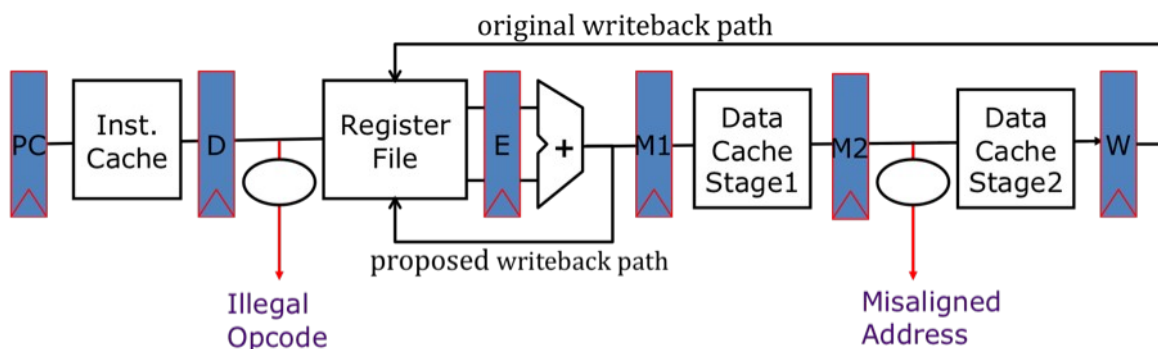 original writeback path
PC
Inst.
Cache
D
Register
File
E
+
M1
Data
Cache
Stage1
M2
Data
Cache
Stage2
W
proposed writeback path
Illegal
Opcode
Misaligned
Address